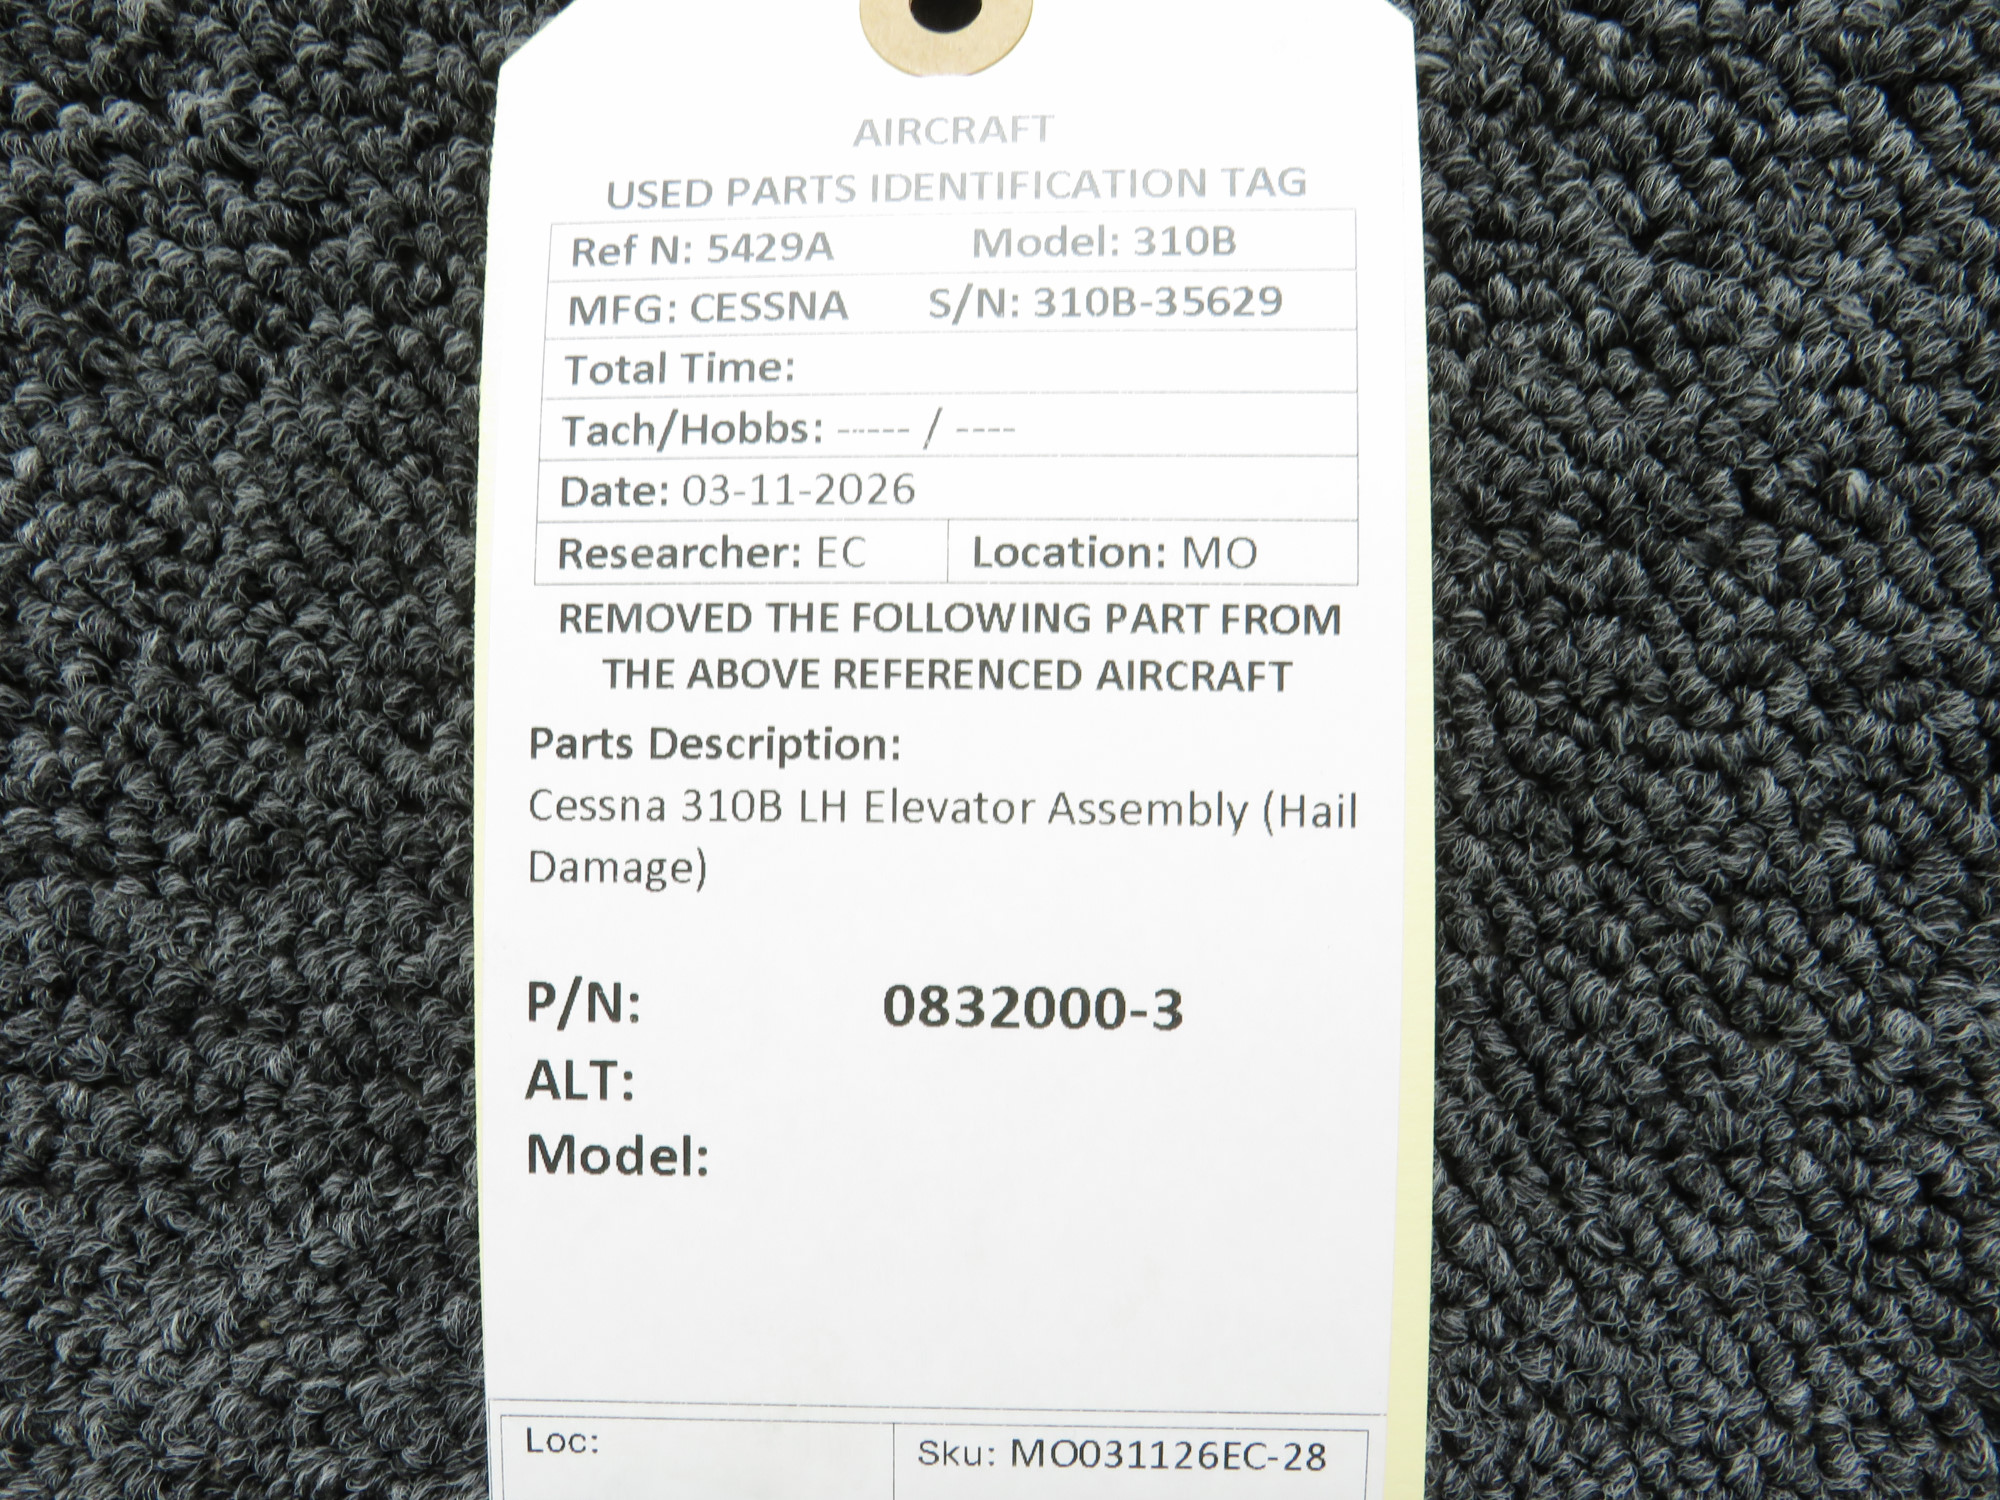 AIRCRAFT
USED PARTS IDENTIFICATION TAG
Ref N: 5429A Model: 310B
MFG: CESSNA S/N: 310B-35629
Total Time:
Tach/Hobbs: ----- / ----
Date: 03-11-2026
Researcher: EC Location: MO
REMOVED THE FOLLOWING PART FROM
THE ABOVE REFERENCED AIRCRAFT
Parts Description:
Cessna 310B LH Elevator Assembly (Hail
Damage)
P/N: 0832000-3
ALT:
Model:
Loc: Sku: MO031126EC-28